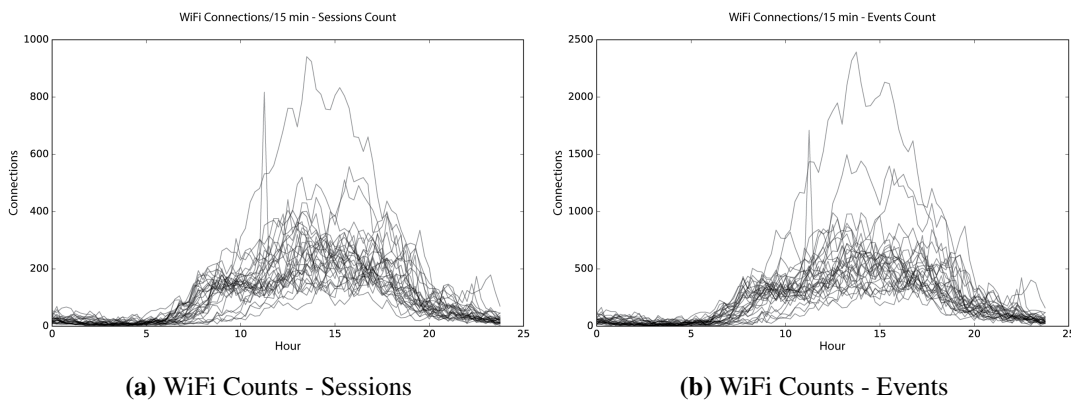 WiFi Connections/15 min - Sessions Count
1000
800
600
400
200
0
Connections
0 5 10 15 20 25
Hour
(a) WiFi Counts - Sessions
WiFi Connections/15 min - Events Count
2500
2000
1500
1000
500
0
Connections
0 5 10 15 20 25
Hour
(b) WiFi Counts - Events